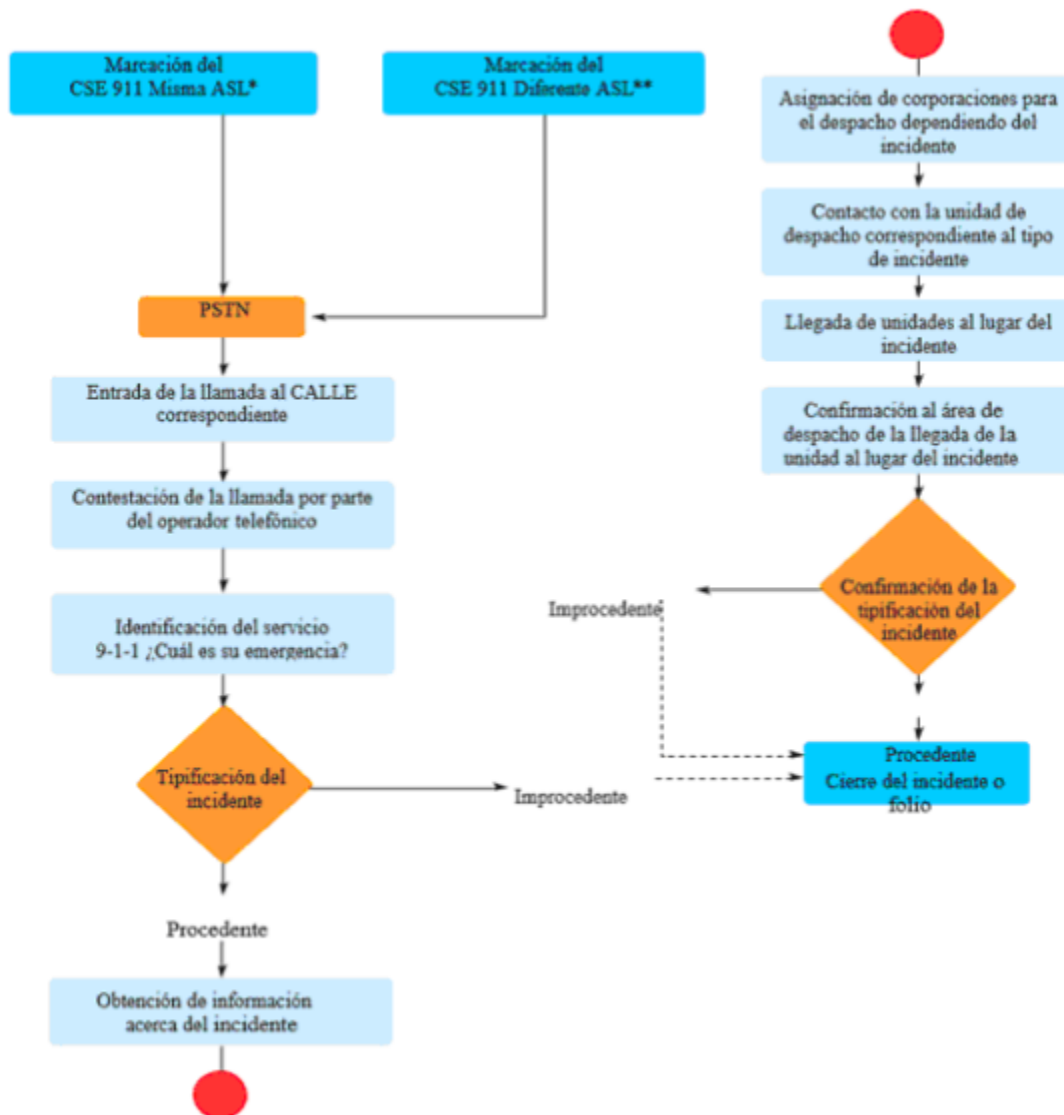 Marcación del
CSE 911 Misma ASL*
Marcación del
CSE 911 Diferente ASL**
PSTN
Entrada de la llamada al CALLE
correspondiente
Contestación de la llamada por parte
del operador telefónico
Identificación del servicio
9-1-1 ¿Cuál es su emergencia?
Tipificación del
incidente
Improcedente
Procedente
Obtención de información
acerca del incidente
Asignación de corporaciones para
el despacho dependiendo del
incidente
Contacto con la unidad de
despacho correspondiente al tipo
de incidente
Llegada de unidades al lugar del
incidente
Confirmación al área de
despacho de la llegada de la
unidad al lugar del incidente
Confirmación de la
tipificación del
incidente
Improcedente
Procedente
Cierre del incidente o
folio